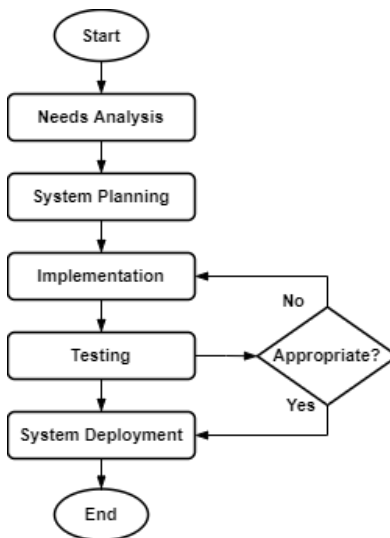 Start
Needs Analysis
System Planning
Implementation
No
Testing
Appropriate?
Yes
System Deployment
End